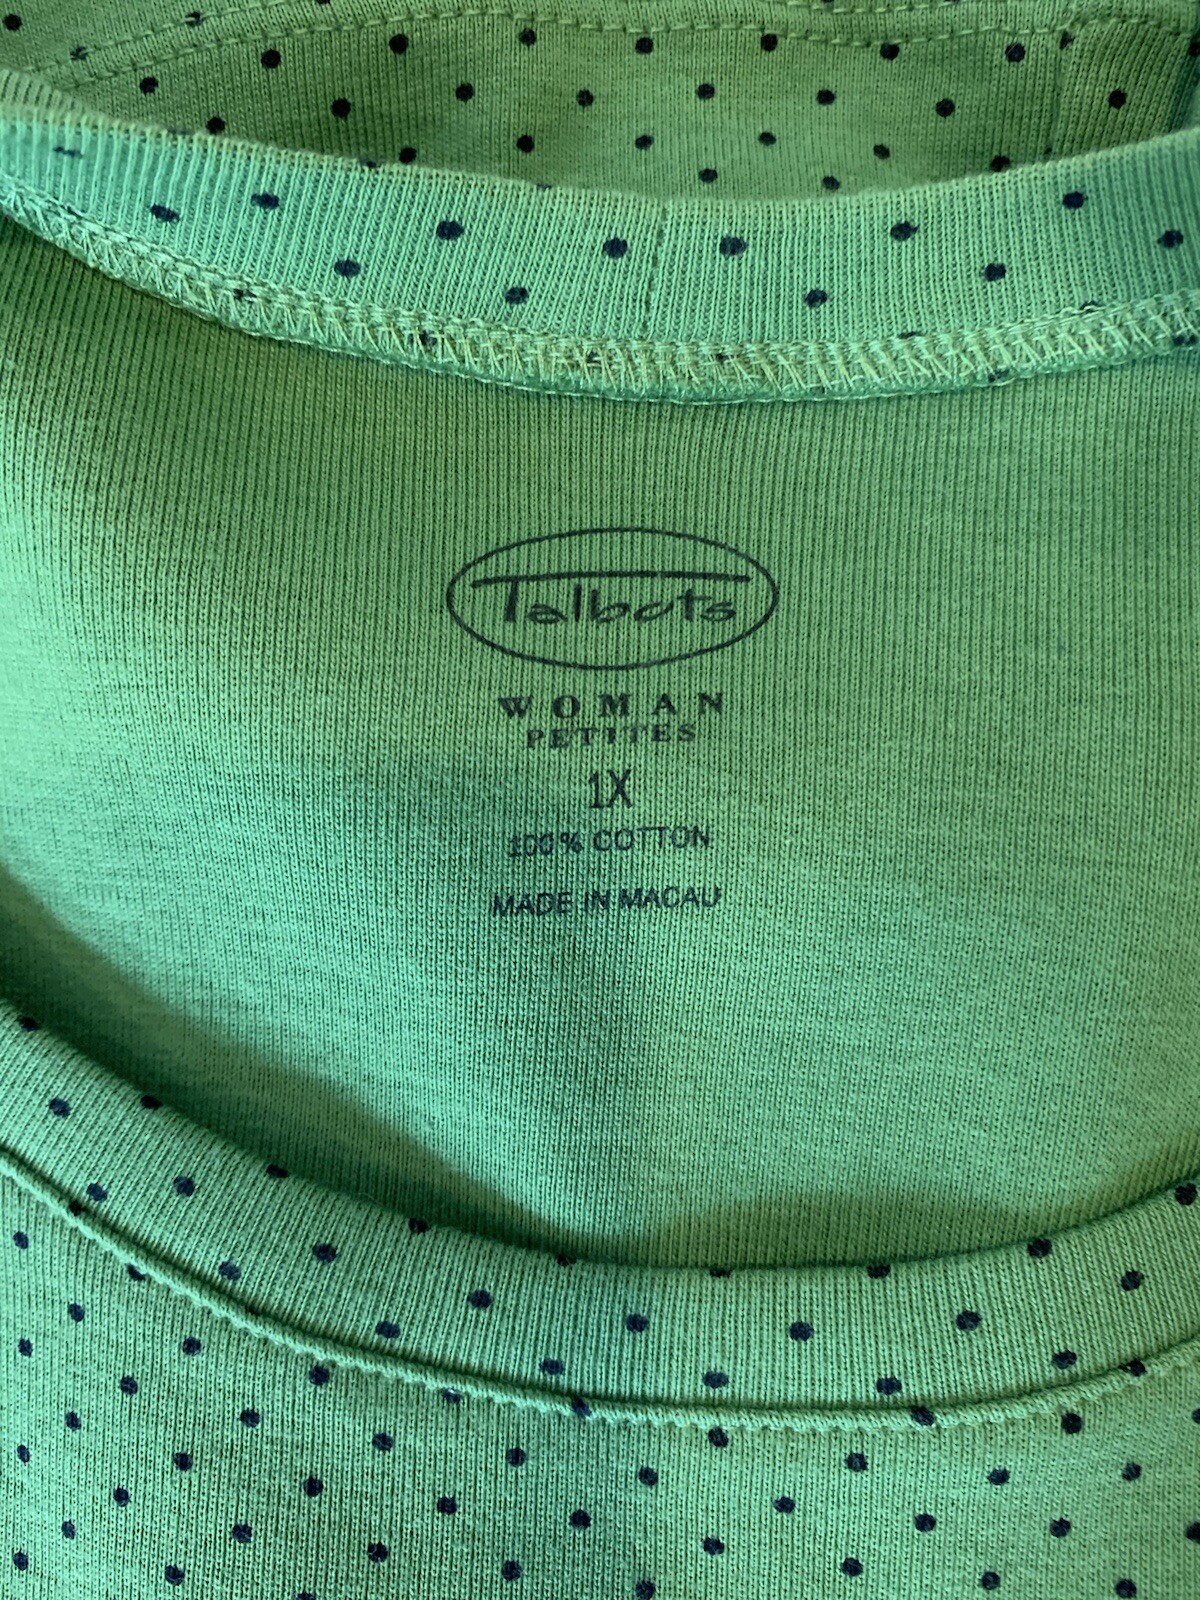 Talbots
WOMAN
PETITES
1X
100% COTTON
MADE IN MACAU